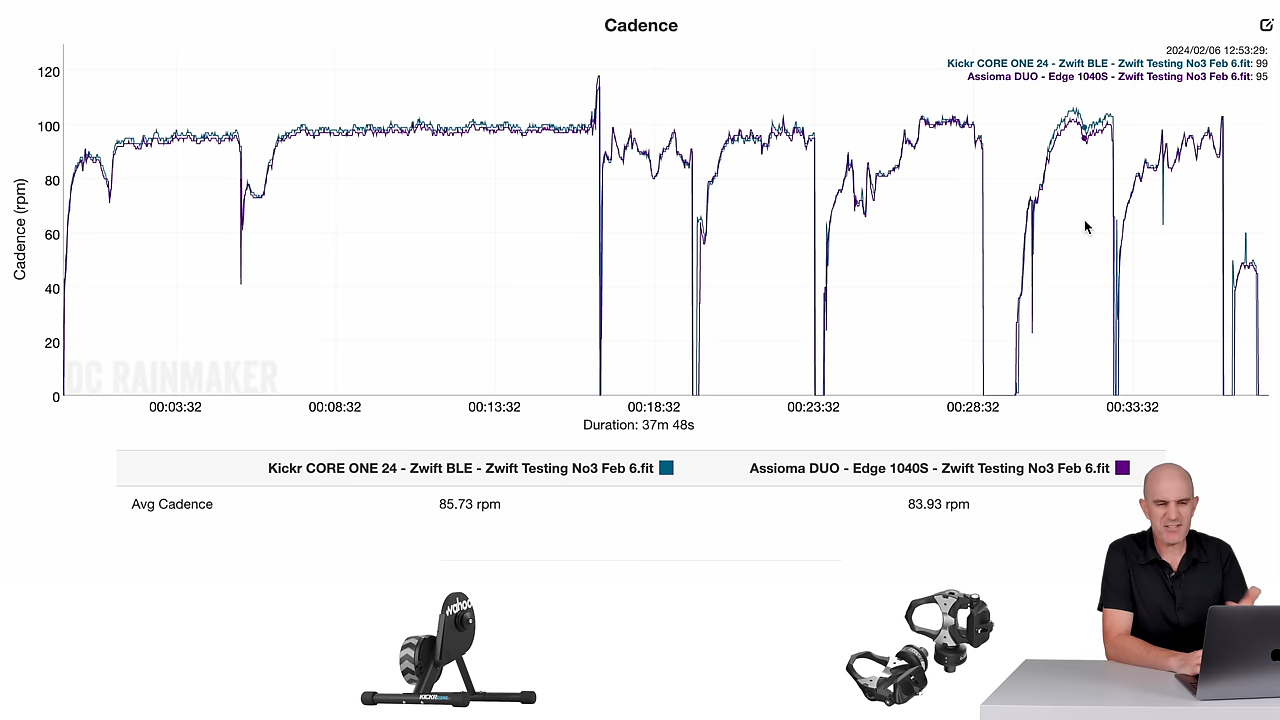 Cadence
2024/02/06 12:53:29:
Kickr CORE ONE 24 - Zwift BLE - Zwift Testing No3 Feb 6.fit: 99
Assioma DUO - Edge 1040S - Zwift Testing No3 Feb 6.fit: 95
Cadence (rpm)
120
100
80
60
40
20
0
DC RAINMAKER
00:03:32 00:08:32 00:13:32 00:18:32 00:23:32 00:28:32 00:33:32
Duration: 37m 48s
Kickr CORE ONE 24 - Zwift BLE - Zwift Testing No3 Feb 6.fit Assioma DUO - Edge 1040S - Zwift Testing No3 Feb 6.fit
Avg Cadence 85.73 rpm 83.93 rpm
wahoo
KICKR CORE